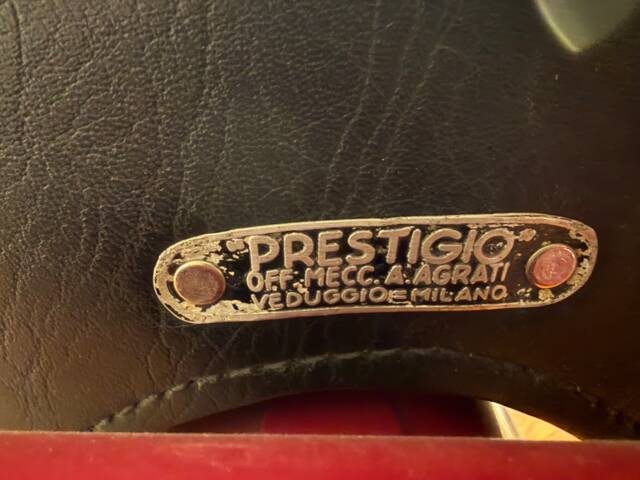 "PRESTIGIO"
OFF. MECC. A. AGRATI
VEDUGGIO=MILANO